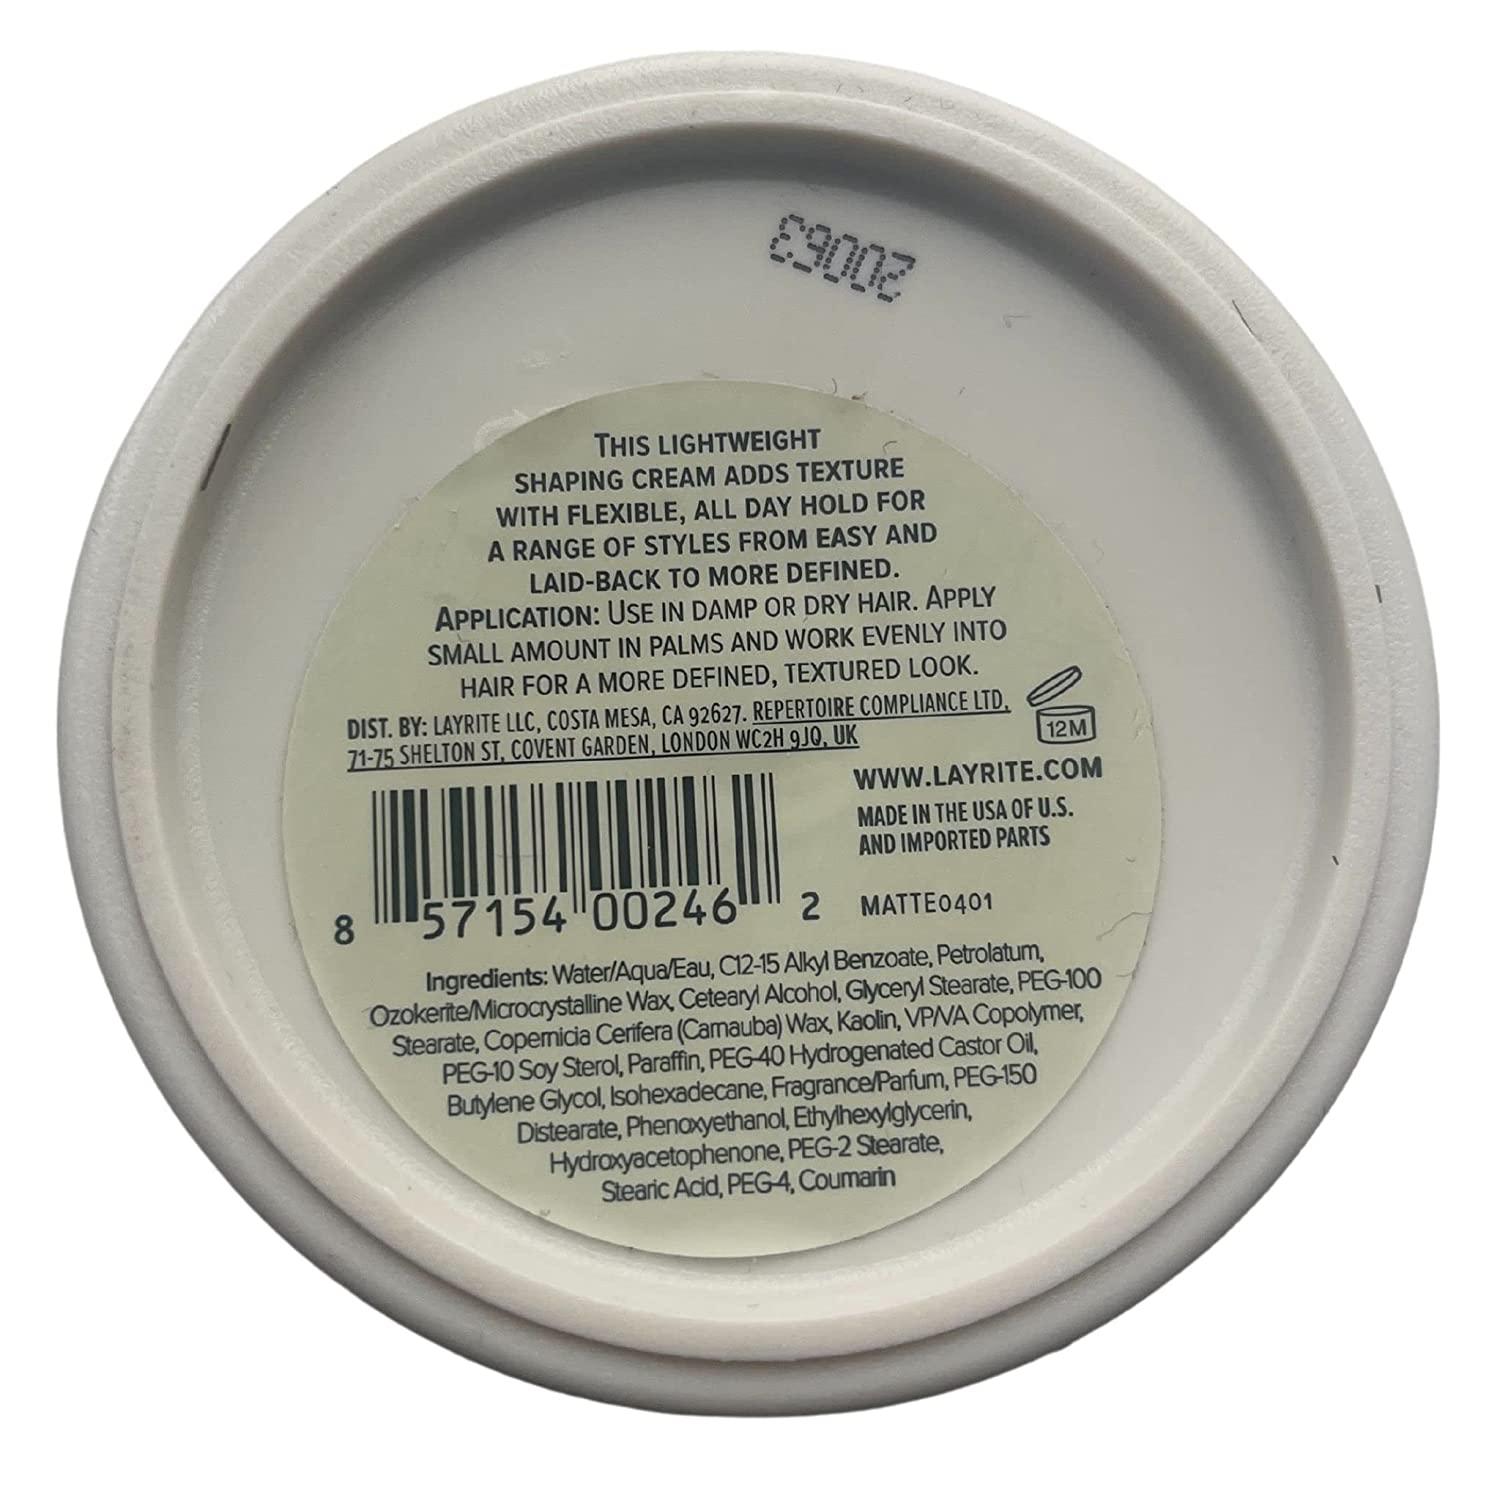 20063
THIS LIGHTWEIGHT
SHAPING CREAM ADDS TEXTURE
WITH FLEXIBLE, ALL DAY HOLD FOR
A RANGE OF STYLES FROM EASY AND
LAID-BACK TO MORE DEFINED.
APPLICATION: USE IN DAMP OR DRY HAIR. APPLY
SMALL AMOUNT IN PALMS AND WORK EVENLY INTO
HAIR FOR A MORE DEFINED, TEXTURED LOOK.
DIST. BY: LAYRITE LLC, COSTA MESA, CA 92627. REPERTOIRE COMPLIANCE LTD,
71-75 SHELTON ST, COVENT GARDEN, LONDON WC2H 9JQ, UK
12M
WWW.LAYRITE.COM
MADE IN THE USA OF U.S.
AND IMPORTED PARTS
8 57154 00246 2
MATTE0401
Ingredients: Water/Aqua/Eau, C12-15 Alkyl Benzoate, Petrolatum,
Ozokerite/Microcrystalline Wax, Cetearyl Alcohol, Glyceryl Stearate, PEG-100
Stearate, Copernicia Cerifera (Carnauba) Wax, Kaolin, VP/VA Copolymer,
PEG-10 Soy Sterol, Paraffin, PEG-40 Hydrogenated Castor Oil,
Butylene Glycol, Isohexadecane, Fragrance/Parfum, PEG-150
Distearate, Phenoxyethanol, Ethylhexylglycerin,
Hydroxyacetophenone, PEG-2 Stearate,
Stearic Acid, PEG-4, Coumarin